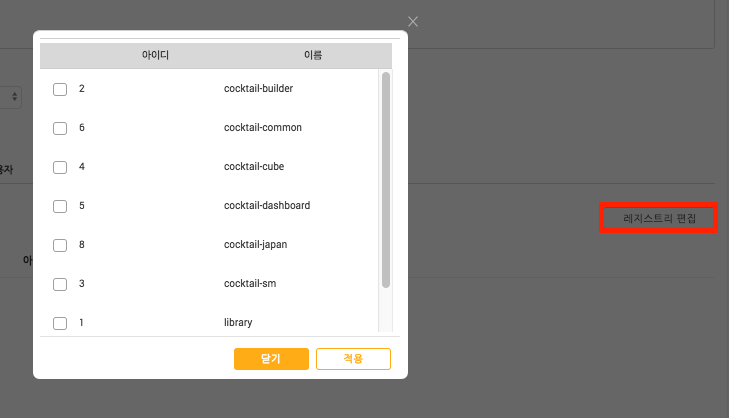 아이디 이름
2 cocktail-builder
6 cocktail-common
4 cocktail-cube
5 cocktail-dashboard
용자
8 cocktail-japan
레지스트리 편집
3 cocktail-sm
아
1 library
닫기 적용